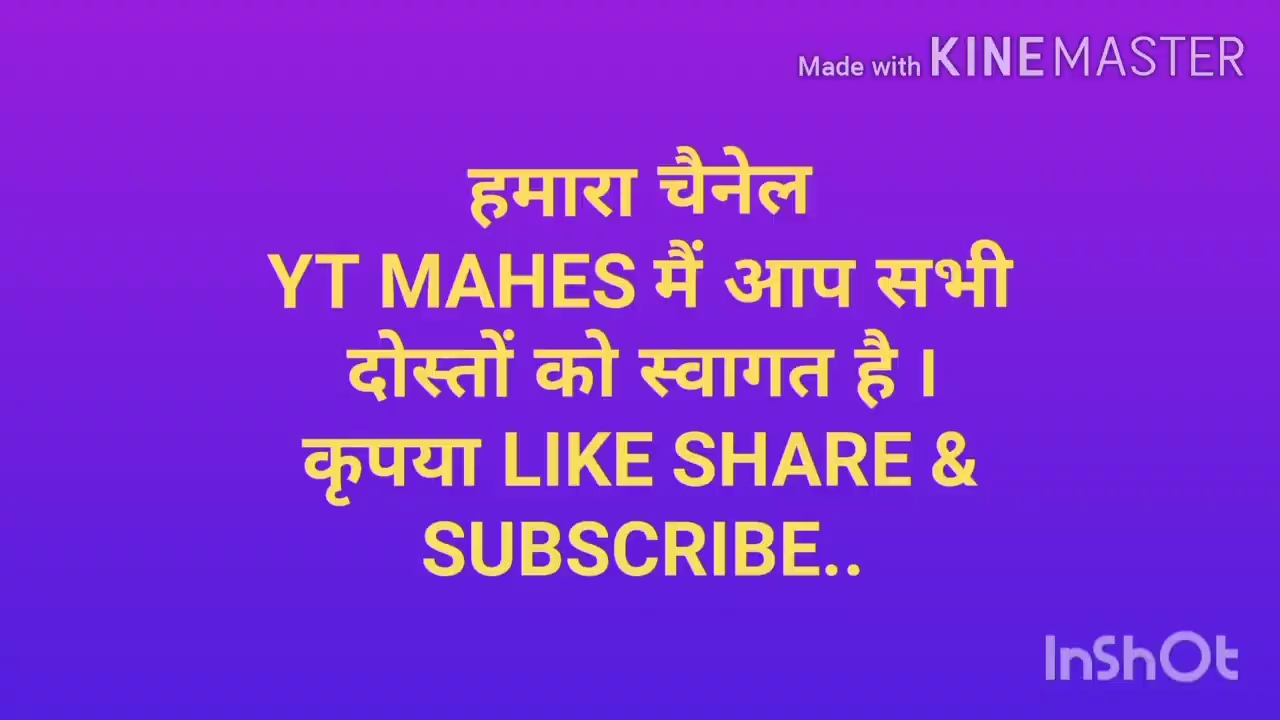 Made with KINEMASTER
हमारा चैनेल
YT MAHES मैं आप सभी
दोस्तों को स्वागत है ।
कृपया LIKE SHARE &
SUBSCRIBE..
InShOt